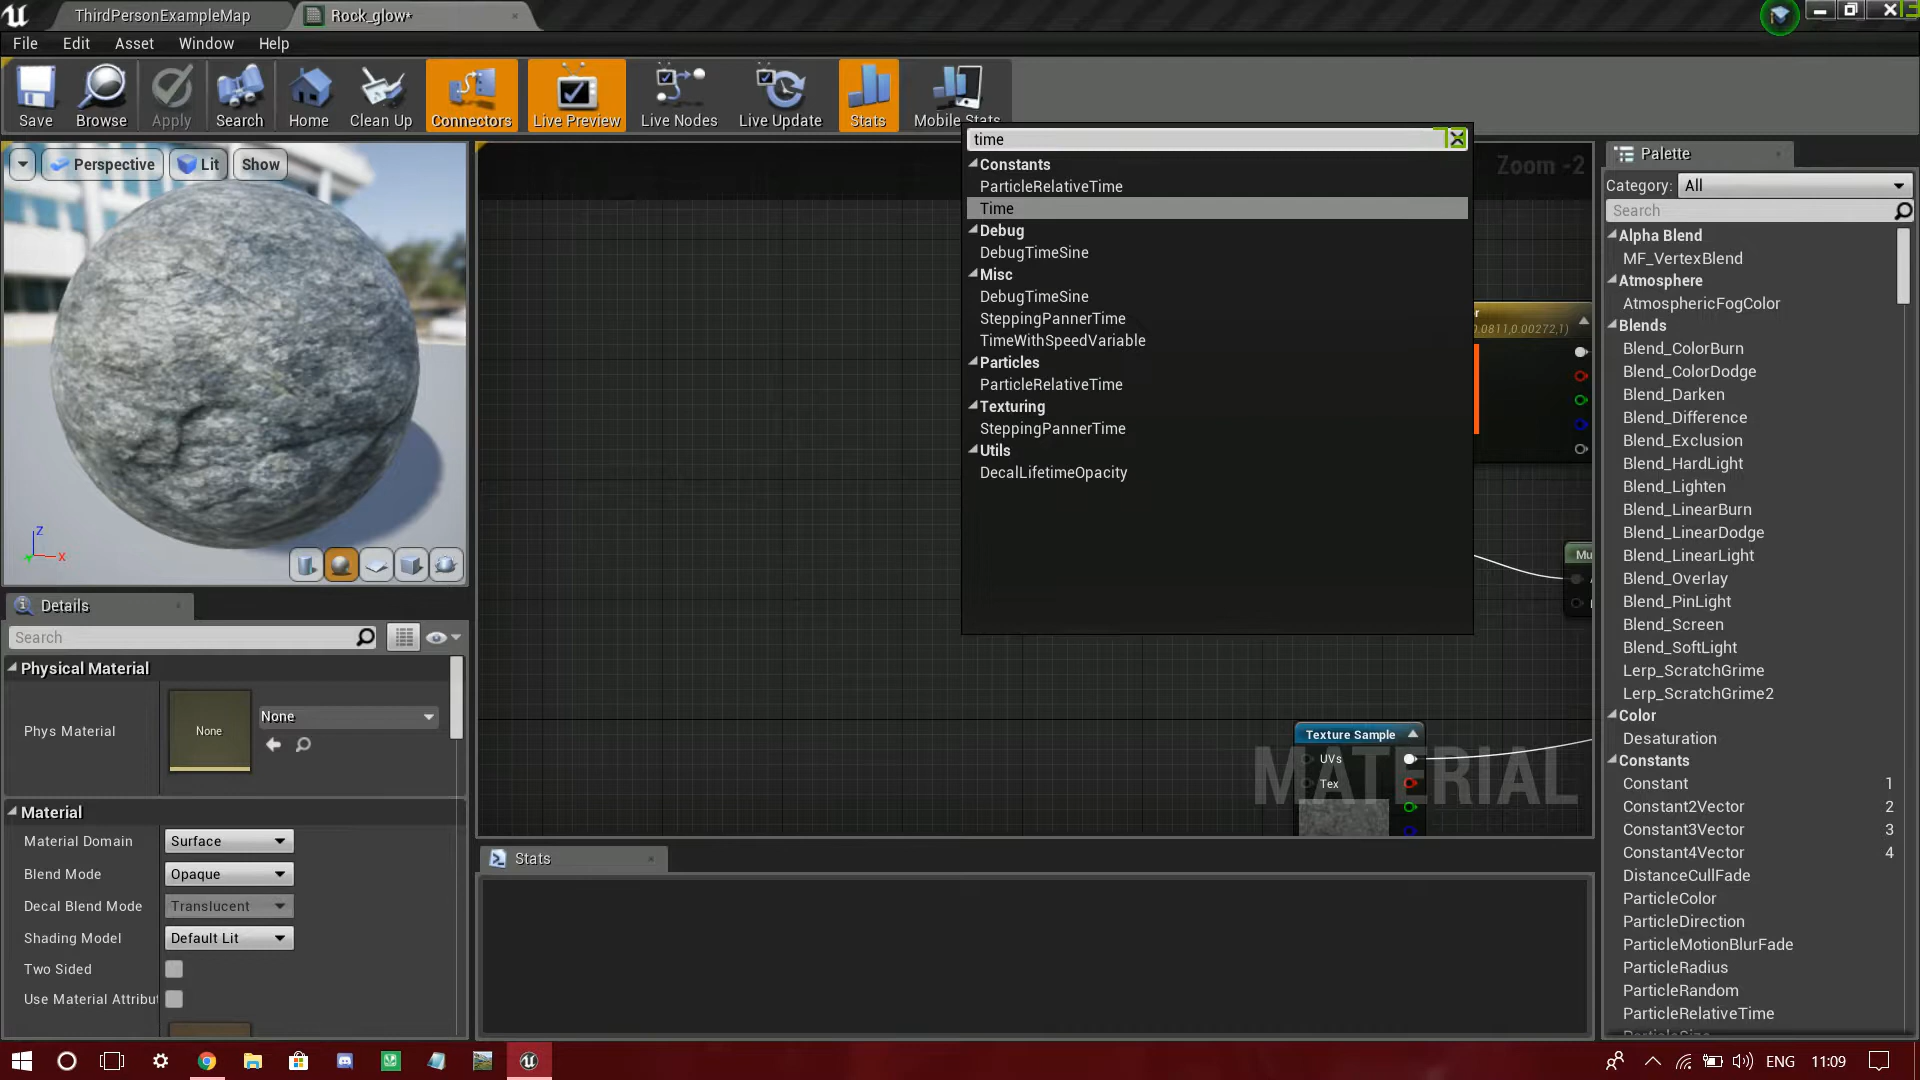 ThirdPersonExampleMap
Rock_glow*
File Edit Asset Window Help
Save Browse Apply Search Home Clean Up Connectors Live Preview Live Nodes Live Update Stats Mobile Stats
Perspective Lit Show
Zoom -2
time
Constants
ParticleRelativeTime
Time
Debug
DebugTimeSine
Misc
DebugTimeSine
SteppingPannerTime
TimeWithSpeedVariable
Particles
ParticleRelativeTime
Texturing
SteppingPannerTime
Utils
DecalLifetimeOpacity
0.0811,0.00272,1)
Mu
Texture Sample
UVs
Tex
MATERIAL
z
x
Details
Search
Physical Material
Phys Material
None
None
Material
Material Domain Surface
Blend Mode Opaque
Decal Blend Mode Translucent
Shading Model Default Lit
Two Sided
Use Material Attribut
Stats
Palette
Category: All
Search
Alpha Blend
MF_VertexBlend
Atmosphere
AtmosphericFogColor
Blends
Blend_ColorBurn
Blend_ColorDodge
Blend_Darken
Blend_Difference
Blend_Exclusion
Blend_HardLight
Blend_Lighten
Blend_LinearBurn
Blend_LinearDodge
Blend_LinearLight
Blend_Overlay
Blend_PinLight
Blend_Screen
Blend_SoftLight
Lerp_ScratchGrime
Lerp_ScratchGrime2
Color
Desaturation
Constants
Constant 1
Constant2Vector 2
Constant3Vector 3
Constant4Vector 4
DistanceCullFade
ParticleColor
ParticleDirection
ParticleMotionBlurFade
ParticleRadius
ParticleRandom
ParticleRelativeTime
ENG 11:09